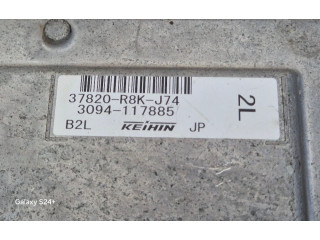 37820-R8K-J74
3094-117885
B2L KEIHIN JP
2L
Galaxy S24+